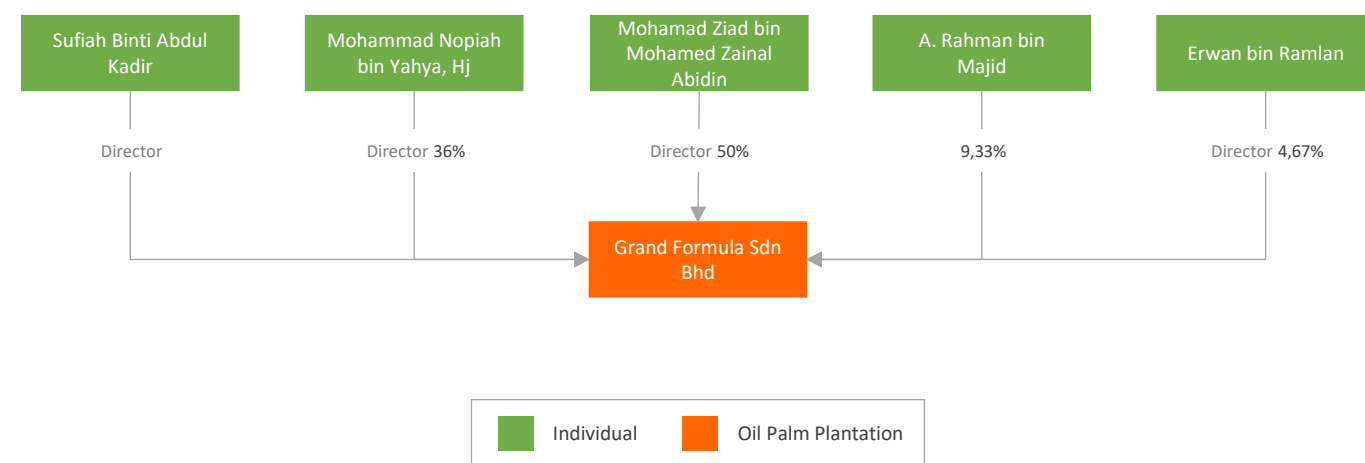 Sufiah Binti Abdul
Kadir
Mohammad Nopiah
bin Yahya, Hj
Mohamad Ziad bin
Mohamed Zainal
Abidin
A. Rahman bin
Majid
Erwan bin Ramlan
Director
Director 36%
Director 50%
9,33%
Director 4,67%
Grand Formula Sdn
Bhd
Individual
Oil Palm Plantation